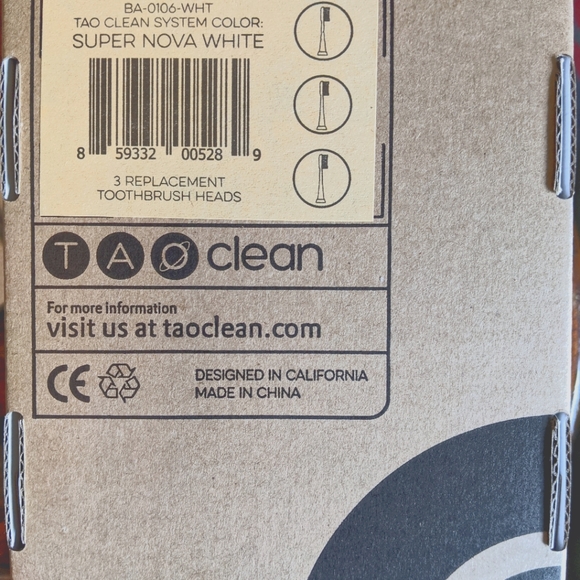 BA-0106-WHT
TAO CLEAN SYSTEM COLOR:
SUPER NOVA WHITE
8 59332 00528 9
3 REPLACEMENT
TOOTHBRUSH HEADS
TAO clean
For more information
visit us at taoclean.com
CE
DESIGNED IN CALIFORNIA
MADE IN CHINA